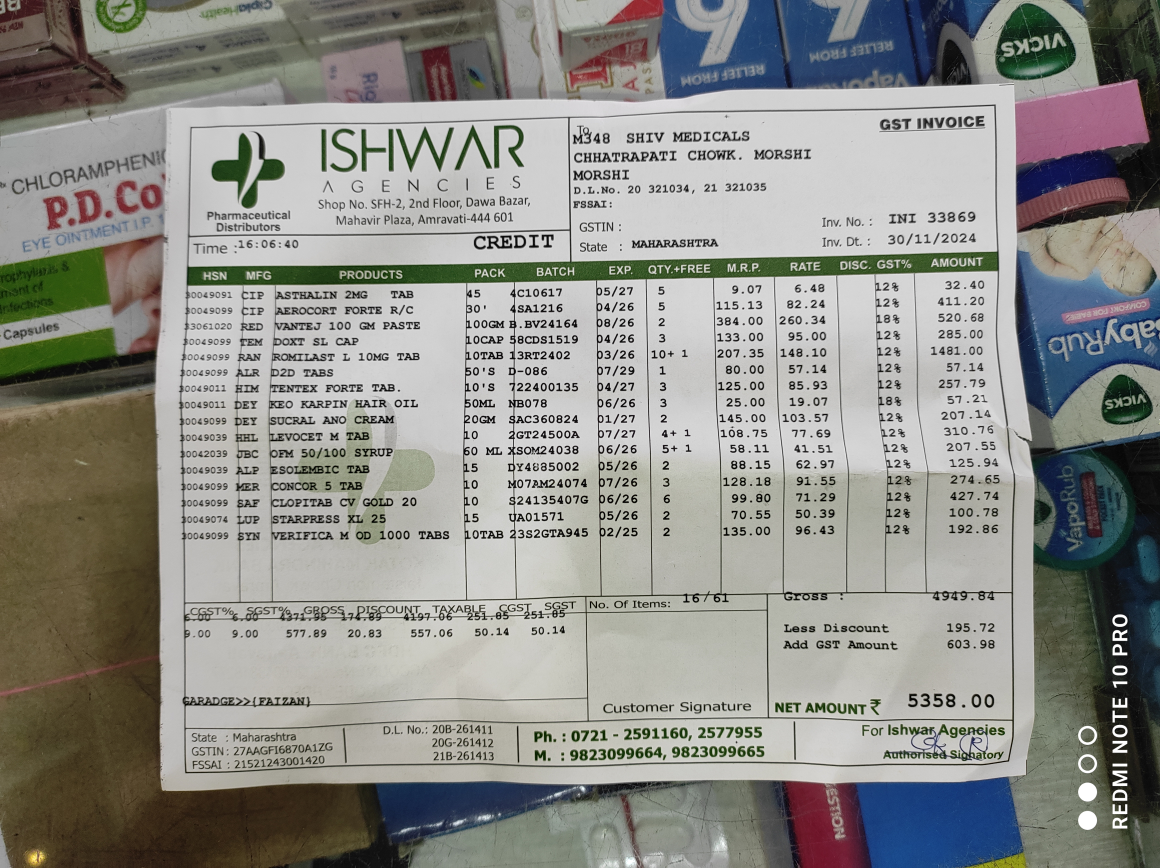 CiplaHealth
RELIEF FROM
RELIEF FROM
VICKS
CHLORAMPHENIC
P.D.Co
EYE OINTMENT I.P. 1
Capsules
COMFORT FOR BABIES
BabyRub
VICKS
VapoRub
ISHWAR
AGENCIES
Pharmaceutical
Distributors
Shop No. SFH-2, 2nd Floor, Dawa Bazar,
Mahavir Plaza, Amravati-444 601
Time :16:06:40 CREDIT
To
M348 SHIV MEDICALS
CHHATRAPATI CHOWK. MORSHI
MORSHI
D.L.No. 20 321034, 21 321035
FSSAI:
GSTIN :
State : MAHARASHTRA
GST INVOICE
Inv. No. : INI 33869
Inv. Dt. : 30/11/2024
HSN MFG PRODUCTS PACK BATCH EXP. QTY.+FREE M.R.P. RATE DISC. GST% AMOUNT
30049091 CIP ASTHALIN 2MG TAB 45 4C10617 05/27 5 9.07 6.48 12% 32.40
30049099 CIP AEROCORT FORTE R/C 30' 4SA1216 04/26 5 115.13 82.24 12% 411.20
33061020 RED VANTEJ 100 GM PASTE 100GM B.BV24164 08/26 2 384.00 260.34 18% 520.68
30049099 TEM DOXT SL CAP 10CAP 58CDS1519 04/26 3 133.00 95.00 12% 285.00
30049099 RAN ROMILAST L 10MG TAB 10TAB 13RT2402 03/26 10+ 1 207.35 148.10 12% 1481.00
30049099 ALR D2D TABS 50'S D-086 07/29 1 80.00 57.14 12% 57.14
30049011 HIM TENTEX FORTE TAB. 10'S 722400135 04/27 3 125.00 85.93 12% 257.79
30049011 DEY KEO KARPIN HAIR OIL 50ML NB078 06/26 3 25.00 19.07 18% 57.21
30049099 DEY SUCRAL ANO CREAM 20GM SAC360824 01/27 2 145.00 103.57 12% 207.14
30049039 HHL LEVOCET M TAB 10 2GT24500A 07/27 4+ 1 108.75 77.69 12% 310.76
30042039 JBC OFM 50/100 SYRUP 60 ML XSOM24038 06/26 5+ 1 58.11 41.51 12% 207.55
30049039 ALP ESOLEMBIC TAB 15 DY4885002 05/26 2 88.15 62.97 12% 125.94
30049099 MER CONCOR 5 TAB 10 M07AM24074 07/26 3 128.18 91.55 12% 274.65
30049099 SAF CLOPITAB CV GOLD 20 10 S24135407G 06/26 6 99.80 71.29 12% 427.74
30049074 LUP STARPRESS XL 25 15 UA01571 05/26 2 70.55 50.39 12% 100.78
30049099 SYN VERIFICA M OD 1000 TABS 10TAB 23S2GTA945 02/25 2 135.00 96.43 12% 192.86
CGST% SGST% GROSS DISCOUNT TAXABLE CGST SGST
6.00 6.00 4371.95 174.89 4197.06 251.85 251.85
9.00 9.00 577.89 20.83 557.06 50.14 50.14
GARADGE>>{FAIZAN}
No. Of Items: 16/61
Customer Signature
Gross : 4949.84
Less Discount 195.72
Add GST Amount 603.98
NET AMOUNT ₹ 5358.00
State : Maharashtra
GSTIN : 27AAGFI6870A1ZG
FSSAI : 21521243001420
D.L. No.: 20B-261411
20G-261412
21B-261413
Ph. : 0721 - 2591160, 2577955
M. : 9823099664, 9823099665
For Ishwar Agencies
Authorised Signatory
REDMI NOTE 10 PRO